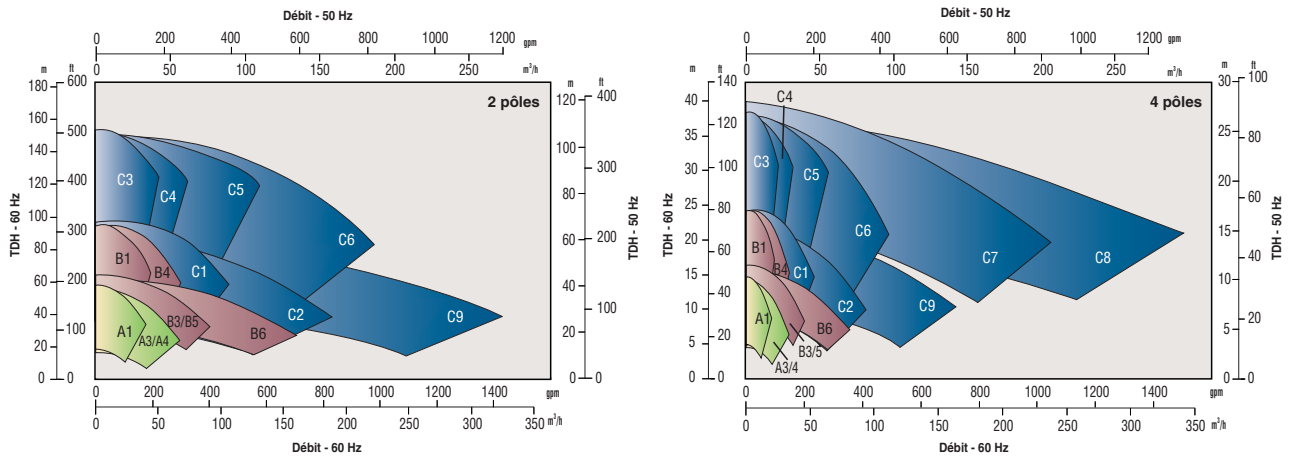 Débit - 50 Hz
0 200 400 600 800 1000 1200 gpm
0 50 100 150 200 250 m³/h
m ft
2 pôles
m ft
180 160 140 120 100 80 60 40 20 0
600 500 400 300 200 100 0
TDH - 60 Hz
C3
C4
C5
C6
B1
B4
C1
C2
C9
A1
A3/A4
B3/B5
B6
120 100 80 60 40 20 0
400 300 200 100 0
TDH - 50 Hz
0 200 400 600 800 1000 1200 1400 gpm
0 50 100 150 200 250 300 350 m³/h
Débit - 60 Hz
Débit - 50 Hz
0 200 400 600 800 1000 1200 gpm
0 50 100 150 200 250 m³/h
m ft
4 pôles
m ft
40 35 30 25 20 15 10 5 0
140 120 100 80 60 40 20 0
TDH - 60 Hz
C4
C3
C5
C6
C7
C8
B1
B4
C1
C2
C9
A1
B6
B3/5
A3/4
30 25 20 15 10 5 0
100 80 60 40 20 0
TDH - 50 Hz
0 200 400 600 800 1000 1200 1400 gpm
0 50 100 150 200 250 300 350 m³/h
Débit - 60 Hz